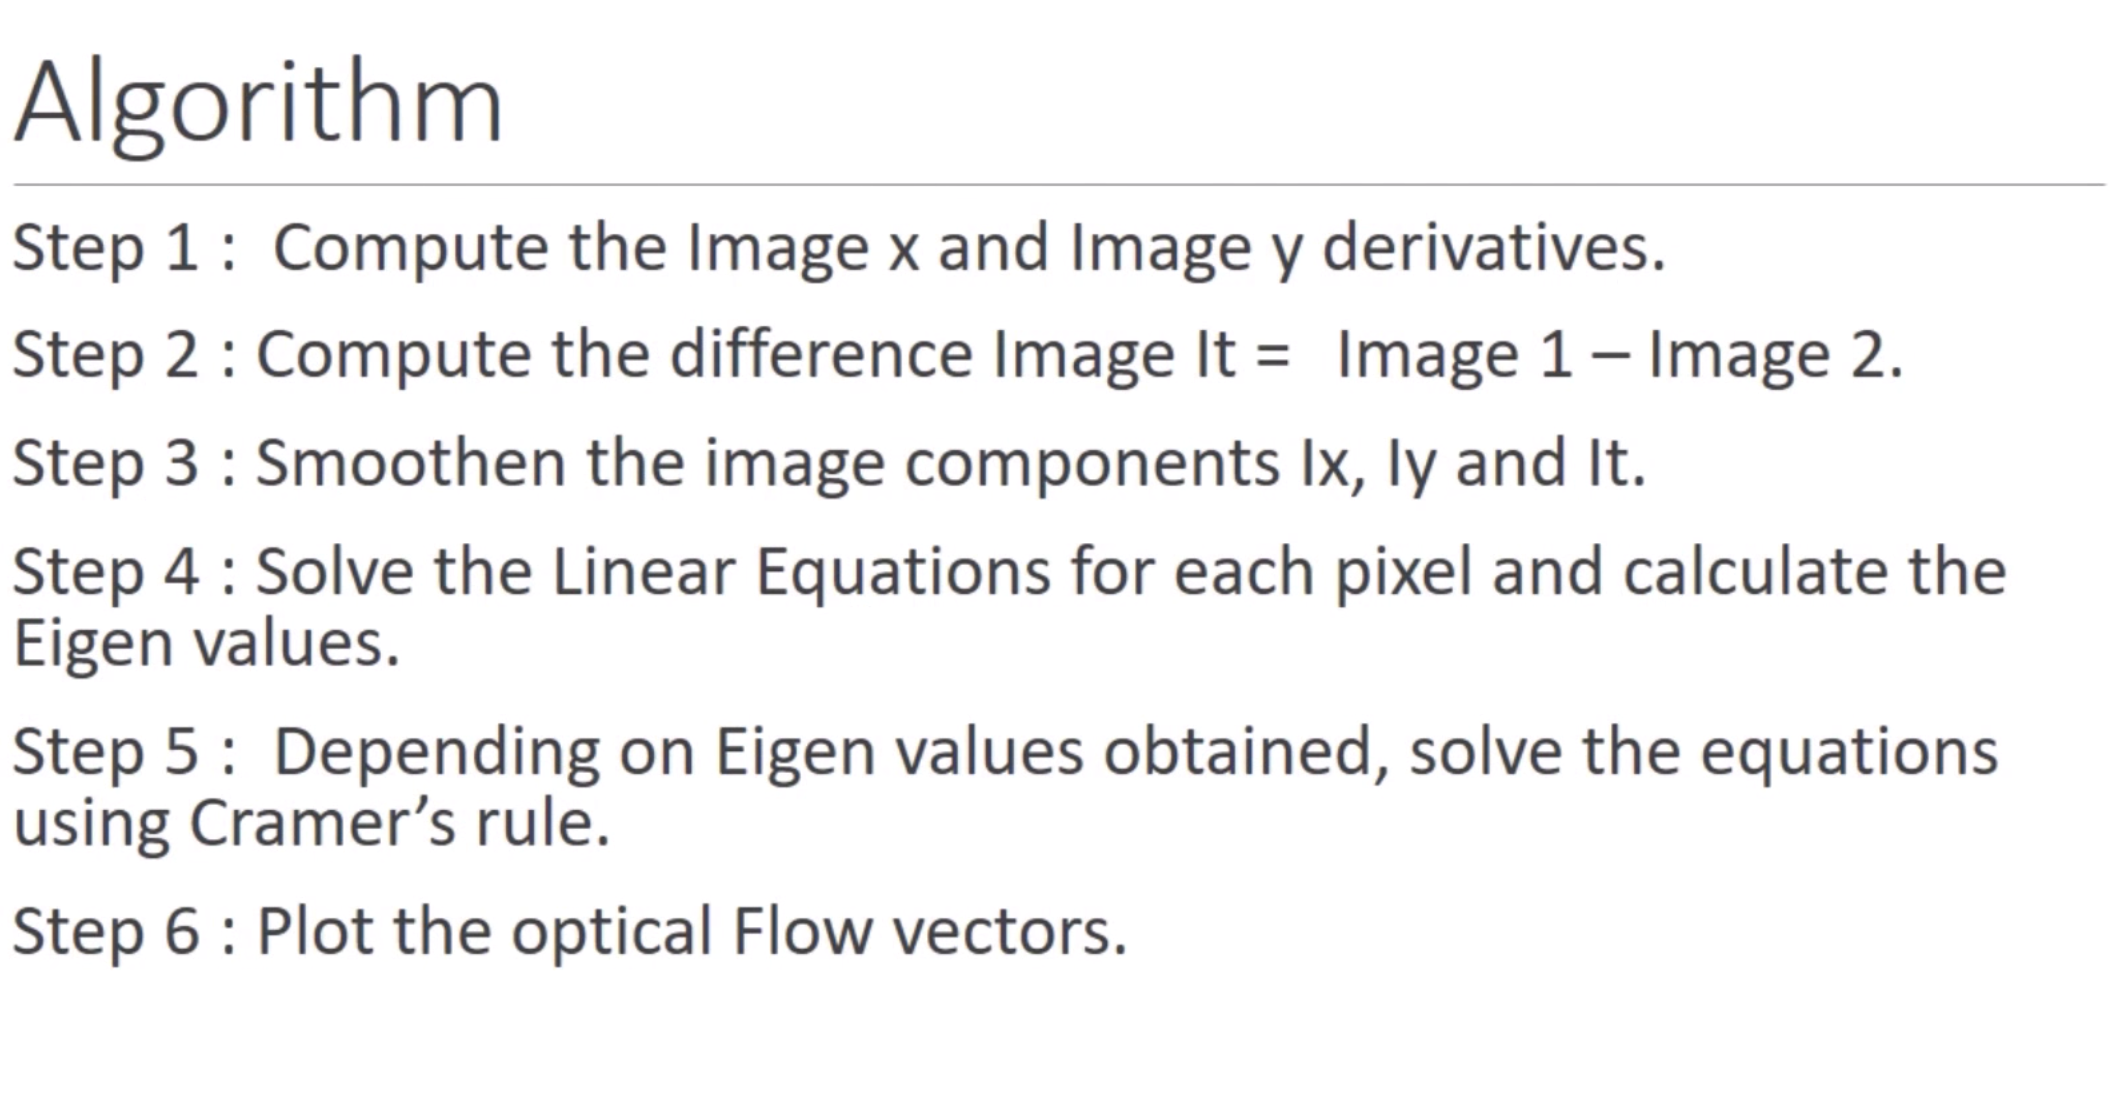 Algorithm
Step 1 :  Compute the Image x and Image y derivatives.
Step 2 : Compute the difference Image It =  Image 1 – Image 2.
Step 3 : Smoothen the image components Ix, Iy and It.
Step 4 : Solve the Linear Equations for each pixel and calculate the
Eigen values.
Step 5 :  Depending on Eigen values obtained, solve the equations
using Cramer’s rule.
Step 6 : Plot the optical Flow vectors.